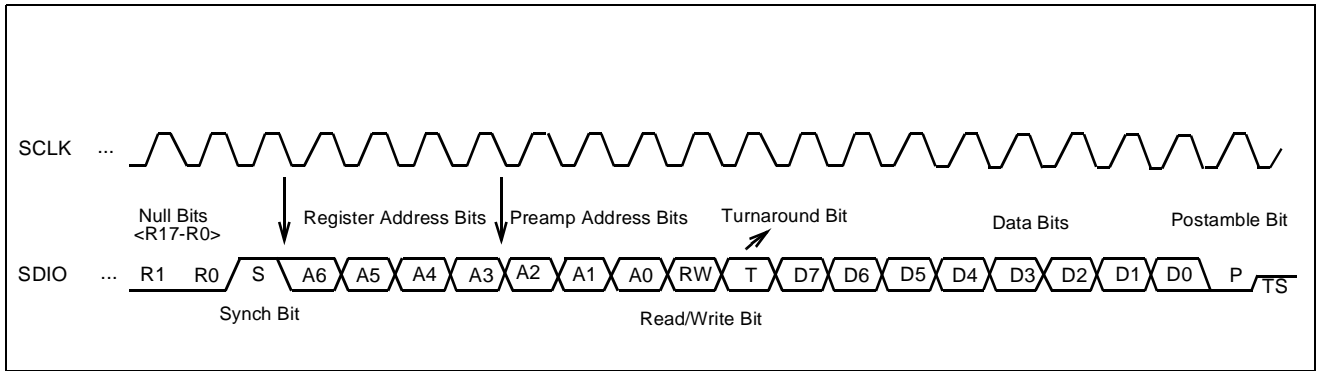 SCLK ...
Null Bits
<R17-R0>
Register Address Bits
Preamp Address Bits
Turnaround Bit
Data Bits
Postamble Bit
SDIO ... R1 R0 S A6 A5 A4 A3 A2 A1 A0 RW T D7 D6 D5 D4 D3 D2 D1 D0 P TS
Synch Bit
Read/Write Bit